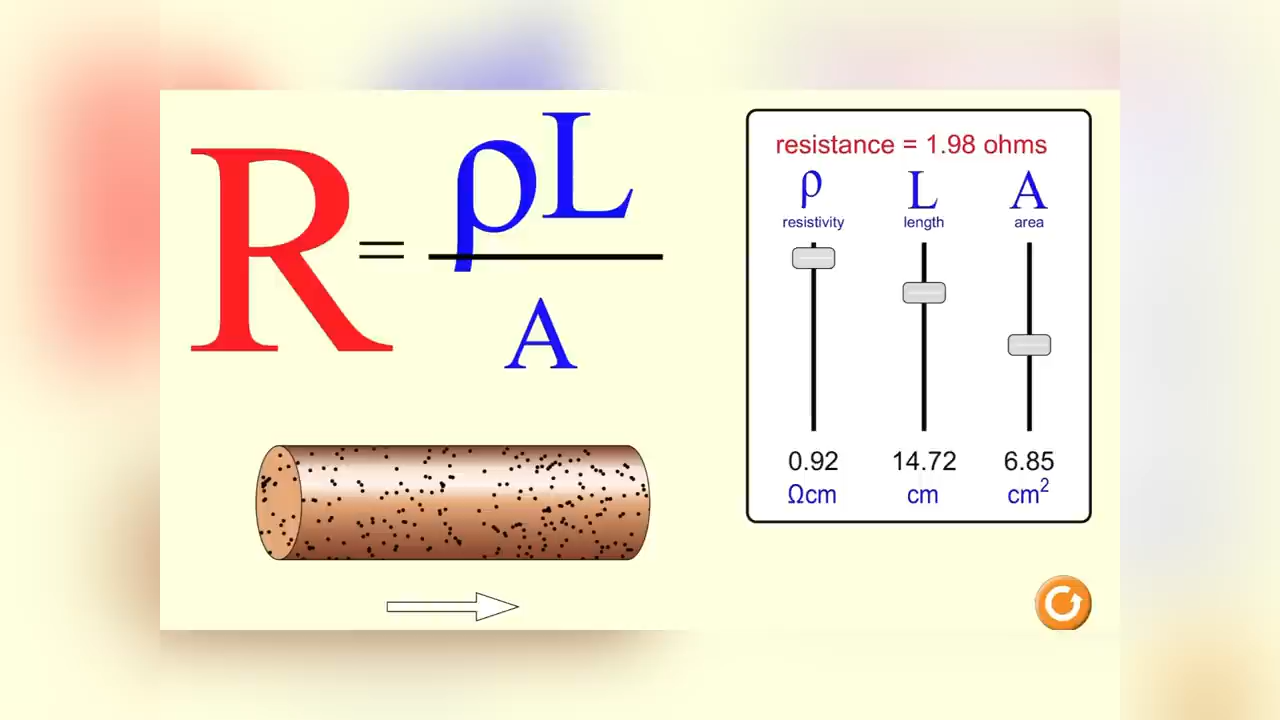 R = ρL
A
resistance = 1.98 ohms
ρ L A
resistivity length area
0.92 14.72 6.85
Ωcm cm cm²